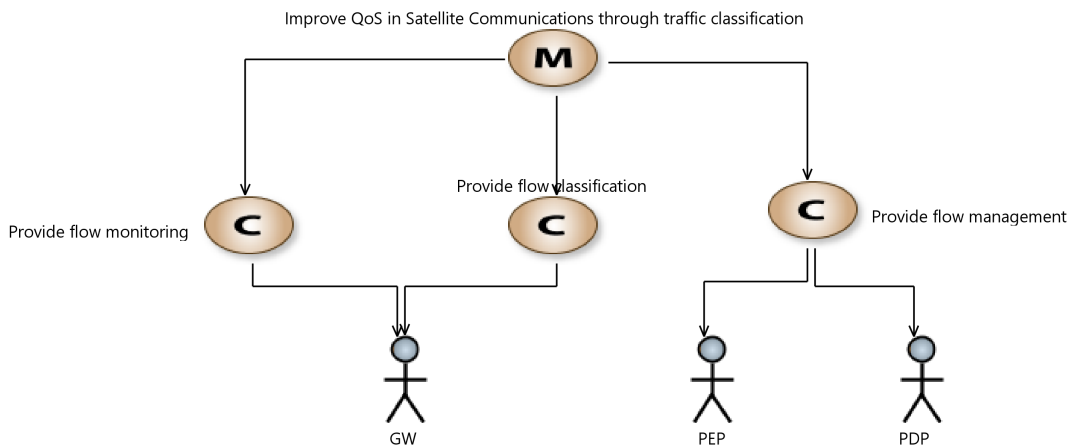 Improve QoS in Satellite Communications through traffic classification
M
Provide flow classification
C
C
C
Provide flow monitoring
Provide flow management
GW
PEP
PDP